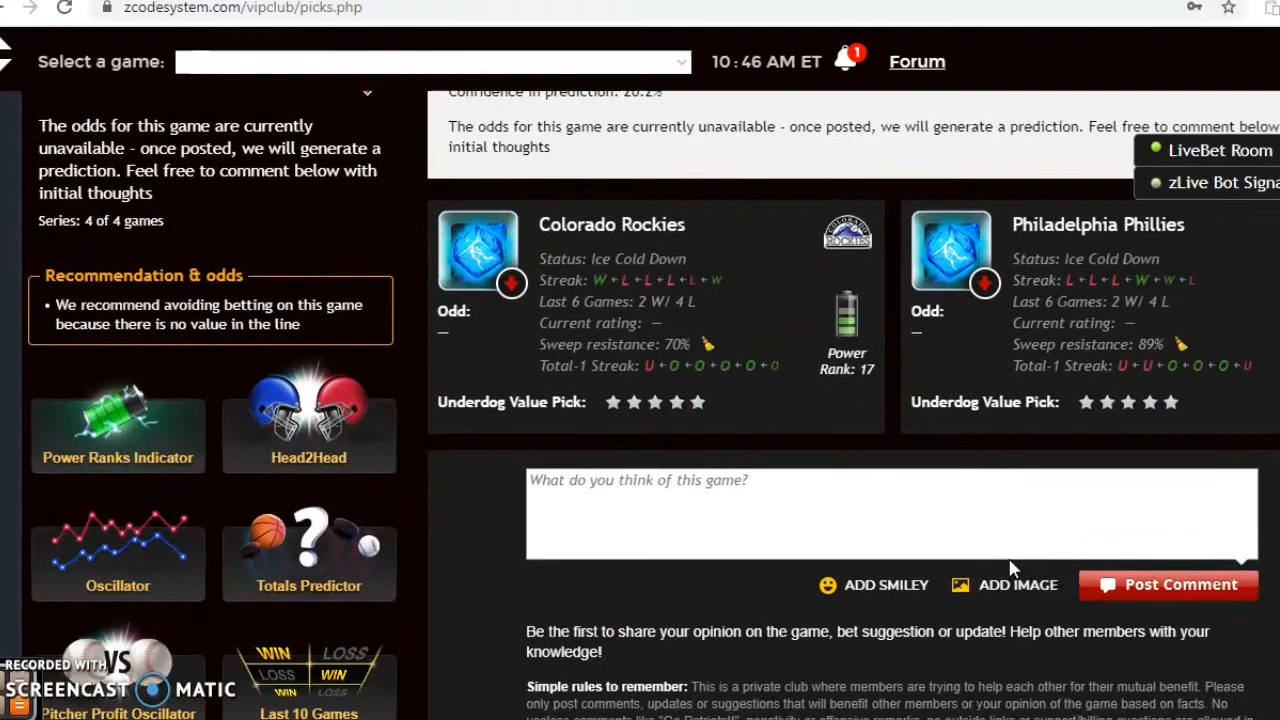 zcodesystem.com/vipclub/picks.php
Select a game:
10:46 AM ET
1
Forum
Confidence in prediction: 20.2%
The odds for this game are currently
unavailable - once posted, we will generate a
prediction. Feel free to comment below with
initial thoughts
Series: 4 of 4 games
The odds for this game are currently unavailable - once posted, we will generate a prediction. Feel free to comment below
initial thoughts
LiveBet Room
zLive Bot Signa
Recommendation & odds
• We recommend avoiding betting on this game
because there is no value in the line
Colorado Rockies
COLORADO
ROCKIES
Status: Ice Cold Down
Streak: W←L←L←L←L←W
Odd:
Last 6 Games: 2 W/ 4 L
—
Current rating: —
Sweep resistance: 70%
Total-1 Streak: U←O←O←O←O←O
Power
Rank: 17
Underdog Value Pick:
Philadelphia Phillies
Status: Ice Cold Down
Streak: L←L←L←W←W←L
Odd:
Last 6 Games: 2 W/ 4 L
—
Current rating: —
Sweep resistance: 89%
Total-1 Streak: U←U←O←O←O←U
Underdog Value Pick:
Power Ranks Indicator
Head2Head
Oscillator
?
Totals Predictor
VS
Pitcher Profit Oscillator
WIN LOSS
LOSS WIN
WIN LOSS
Last 10 Games
What do you think of this game?
ADD SMILEY
ADD IMAGE
Post Comment
Be the first to share your opinion on the game, bet suggestion or update! Help other members with your
knowledge!
Simple rules to remember: This is a private club where members are trying to help each other for their mutual benefit. Please
only post comments, updates or suggestions that will benefit other members or your opinion of the game based on facts. No
RECORDED WITH
SCREENCAST MATIC